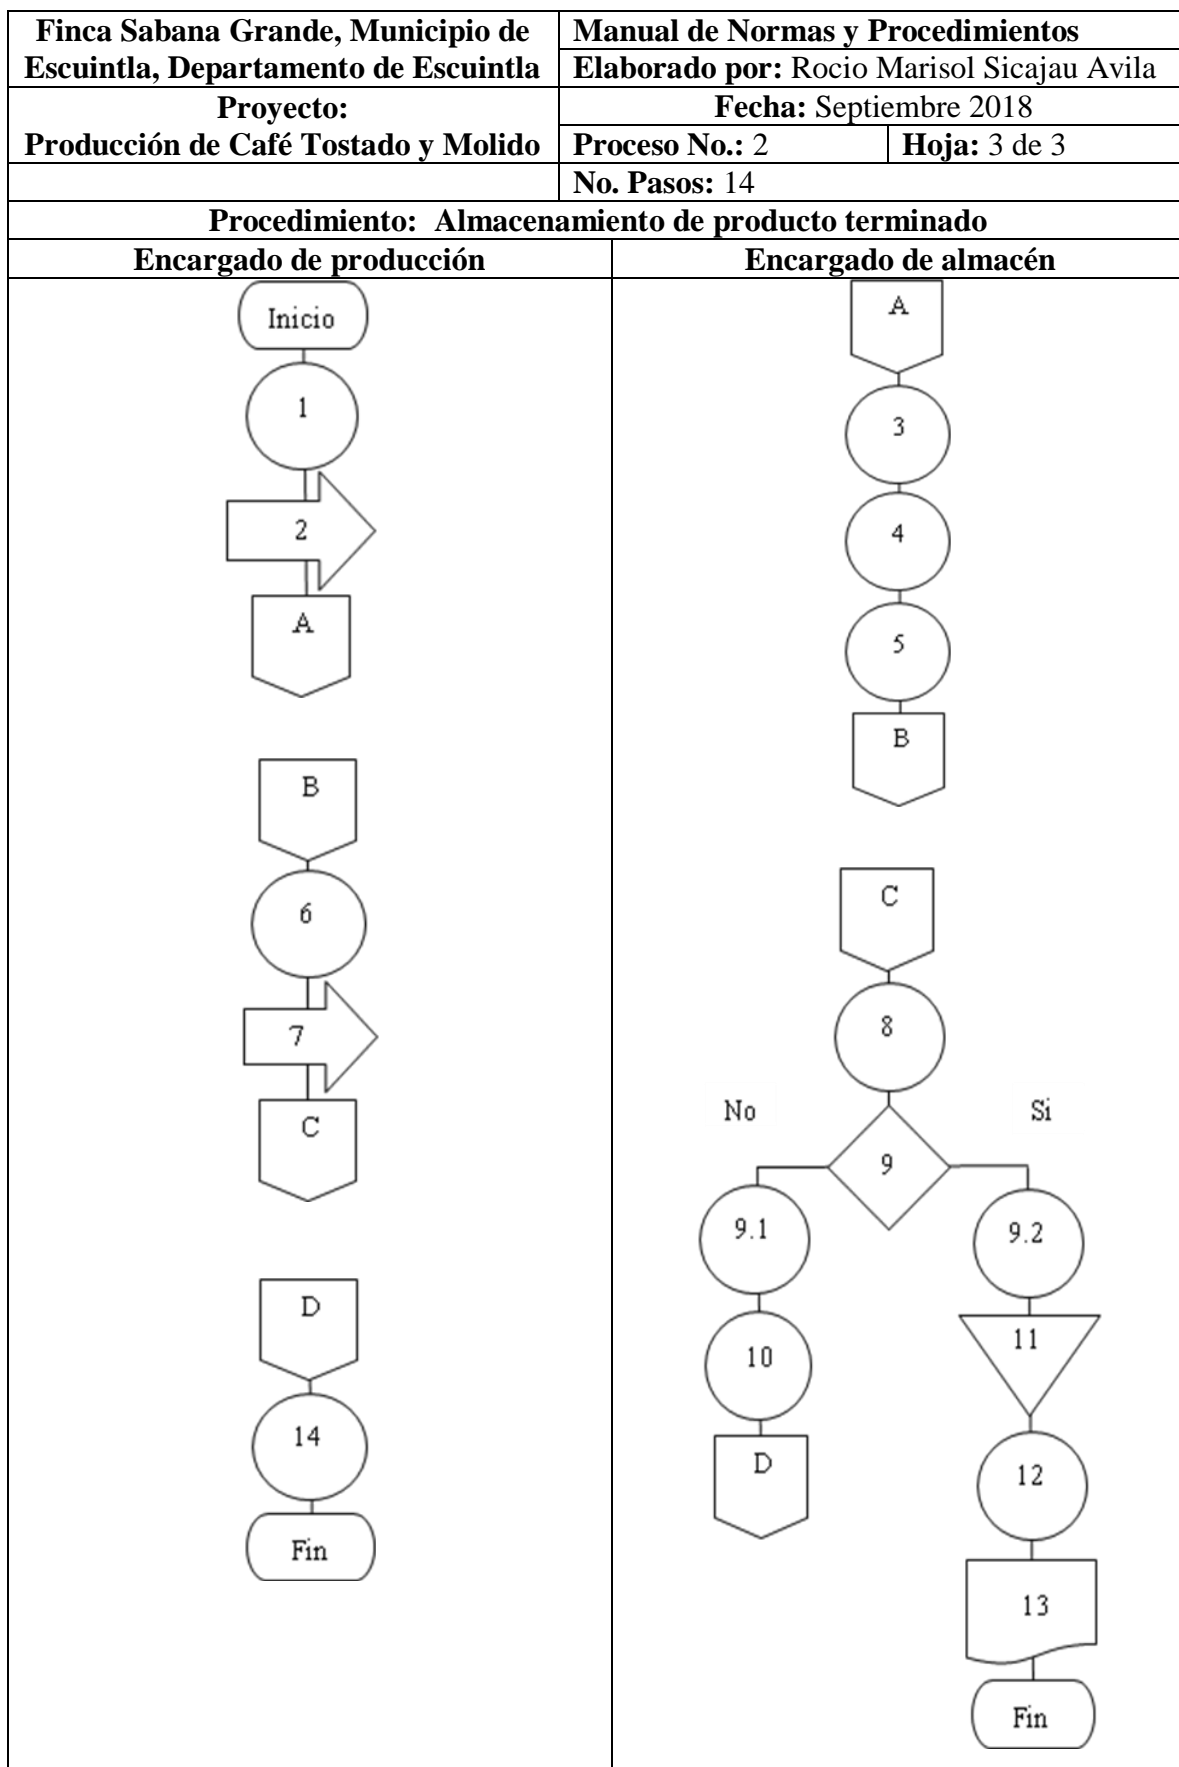 Finca Sabana Grande, Municipio de
Escuintla, Departamento de Escuintla
Manual de Normas y Procedimientos
Elaborado por: Rocio Marisol Sicajau Avila
Proyecto:
Producción de Café Tostado y Molido
Fecha: Septiembre 2018
Proceso No.: 2
Hoja: 3 de 3
No. Pasos: 14
Procedimiento: Almacenamiento de producto terminado
Encargado de producción
Encargado de almacén
Inicio
1
2
A
B
6
7
C
D
14
Fin
A
3
4
5
B
C
8
No
Si
9
9.1
9.2
10
11
D
12
13
Fin